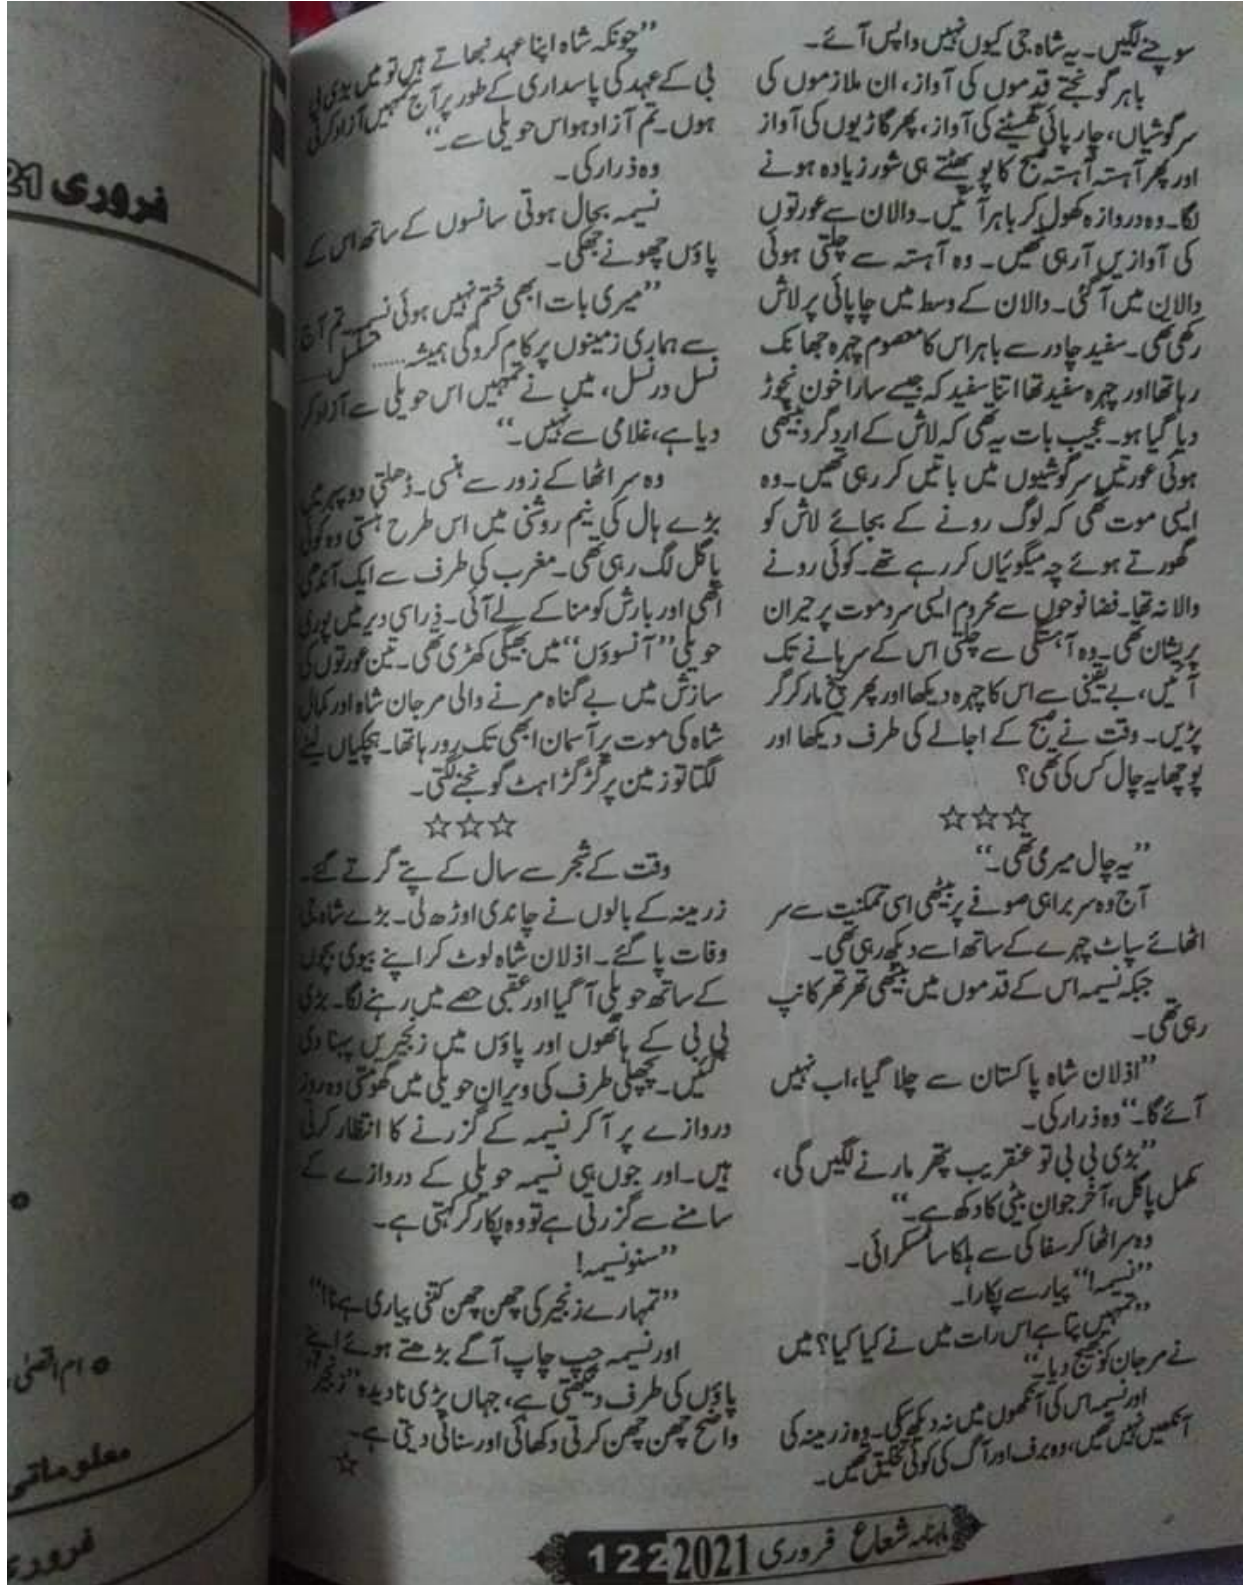 سوچنے لگیں۔ یہ شاہ جی کیوں نہیں واپس آئے۔
باہر گونجتے قدموں کی آواز، ان ملازموں کی
سرگوشیاں، چارپائی گھسیٹنے کی آواز، پھر گاڑیوں کی آواز
اور پھر آہستہ آہستہ صبح کا پو پھٹتے ہی شور زیادہ ہونے
لگا۔ وہ دروازہ کھول کر باہر آئیں۔ والان سے عورتوں
کی آوازیں آ رہی تھیں۔ وہ آہستہ سے چلتی ہوئی
والان میں آ گئی۔ والان کے وسط میں چاپائی پر لاش
رکھی تھی۔ سفید چادر سے باہر اس کا معصوم چہرہ جھانک
رہا تھا اور چہرہ سفید تھا اتنا سفید کہ جیسے سارا خون نچوڑ
دیا گیا ہو۔ عجیب بات یہ تھی کہ لاش کے ارد گرد بیٹھی
ہوئی عورتیں سرگوشیوں میں باتیں کر رہی تھیں۔ وہ
ایسی موت تھی کہ لوگ رونے کے بجائے لاش کو
گھورتے ہوئے چہ میگوئیاں کر رہے تھے۔ کوئی رونے
والا نہ تھا۔ فضا نوحوں سے محروم ایسی سرد موت پر حیران
پریشان تھی۔ وہ آہستگی سے چلتی اس کے سرہانے تک
آئیں، بے یقینی سے اس کا چہرہ دیکھا اور پھر چیخ مار کر گر
پڑیں۔ وقت نے صبح کے اجالے کی طرف دیکھا اور
پوچھا یہ چال کس کی تھی؟
☆☆☆
”یہ چال میری تھی۔“
آج وہ سربراہی صوفے پر بیٹھی اسی تمکنیت سے سر
اٹھائے سپاٹ چہرے کے ساتھ اسے دیکھ رہی تھی۔
جبکہ نسیمہ اس کے قدموں میں بیٹھی تھر تھر کانپ
رہی تھی۔
”اذلان شاہ پاکستان سے چلا گیا، اب نہیں
آئے گا۔“ وہ ذرا رکی۔
”بڑی بی بی تو عنقریب پتھر مارنے لگیں گی،
مکمل پاگل، آخر جوان بیٹی کا دکھ ہے۔“
وہ سر اٹھا کر سفاکی سے ہلکا سا مسکرائی۔
”نسیمہ!“ پیار سے پکارا۔
”تمہیں پتا ہے اس رات میں نے کیا کیا؟ میں
نے مرجان کو بھیج دیا۔“
اور نسیمہ اس کی آنکھوں میں نہ دیکھ سکی۔ وہ زرمینہ کی
آنکھیں نہیں تھیں، وہ برف اور آگ کی کوئی تخلیق تھیں۔
”چونکہ شاہ اپنا عہد نبھاتے ہیں تو میں بڑی بی
بی کے عہد کی پاسداری کے طور پر آج تمہیں آزاد کرتی
ہوں۔ تم آزاد ہو اس حویلی سے۔“
وہ ذرا رکی۔
نسیمہ بحال ہوتی سانسوں کے ساتھ اس کے
پاؤں چھونے جھکی۔
”میری بات ابھی ختم نہیں ہوئی نسیمہ۔ تم آج
سے ہماری زمینوں پر کام کرو گی ہمیشہ..... مسلسل....
نسل در نسل، میں نے تمہیں اس حویلی سے آزاد کر
دیا ہے، غلامی سے نہیں۔“
وہ سر اٹھا کے زور سے ہنسی۔ ڈھلتی دوپہر میں
بڑے ہال کی نیم روشنی میں اس طرح ہنستی وہ کوئی
پاگل لگ رہی تھی۔ مغرب کی طرف سے ایک آندھی
اٹھی اور بارش کو منا کے لے آئی۔ ذرا سی دیر میں پوری
حویلی ”آنسوؤں“ میں بھیگی کھڑی تھی۔ تین عورتوں کی
سازش میں بے گناہ مرنے والی مرجان شاہ اور کمال
شاہ کی موت پر آسمان ابھی تک رو رہا تھا۔ ہچکیاں لینے
لگتا تو زمین پر گڑگڑاہٹ گونجنے لگتی۔
☆☆☆
وقت کے شجر سے سال کے پتے گرتے گئے۔
زرمینہ کے بالوں نے چاندی اوڑھ لی۔ بڑے شاہ جی
وفات پا گئے۔ اذلان شاہ لوٹ کر اپنے بیوی بچوں
کے ساتھ حویلی آ گیا اور عقبی حصے میں رہنے لگا۔ بڑی
بی بی کے ہاتھوں اور پاؤں میں زنجیریں پہنا دی
گئیں۔ پچھلی طرف کی ویران حویلی میں گھومتی وہ روز
دروازے پر آ کر نسیمہ کے گزرنے کا انتظار کرتی
ہیں۔ اور جوں ہی نسیمہ حویلی کے دروازے کے
سامنے سے گزرتی ہے تو وہ پکار کر کہتی ہے۔
”سنو نسیمہ!
”تمہارے زنجیر کی چھن چھن کتنی پیاری ہے نا!“
اور نسیمہ چپ چاپ آگے بڑھتے ہوئے اپنے
پاؤں کی طرف دیکھتی ہے، جہاں پڑی نادیدہ ”زنجیر“
واضح چھن چھن کرتی دکھائی اور سنائی دیتی ہے۔
☆
ماہنامہ شعاع فروری 2021 122
فروری 21
ام اقصیٰ
معلوماتی
فروری